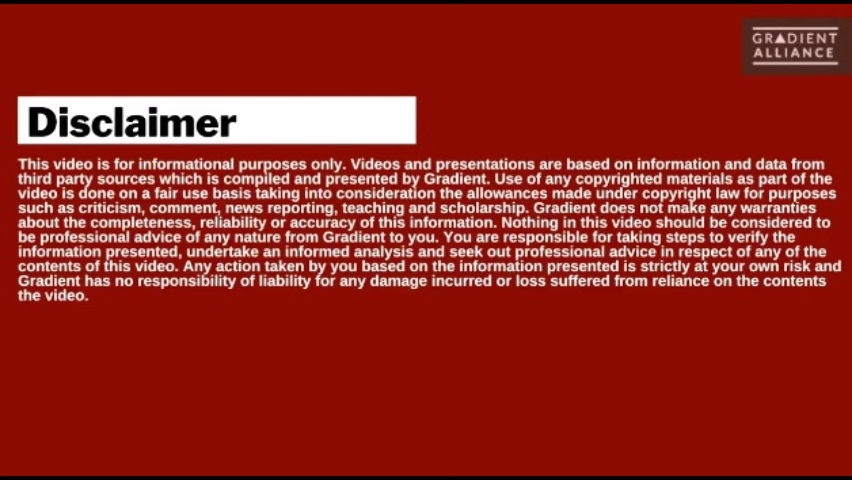 GRADIENT
ALLIANCE
Disclaimer
This video is for informational purposes only. Videos and presentations are based on information and data from
third party sources which is compiled and presented by Gradient. Use of any copyrighted materials as part of the
video is done on a fair use basis taking into consideration the allowances made under copyright law for purposes
such as criticism, comment, news reporting, teaching and scholarship. Gradient does not make any warranties
about the completeness, reliability or accuracy of this information. Nothing in this video should be considered to
be professional advice of any nature from Gradient to you. You are responsible for taking steps to verify the
information presented, undertake an informed analysis and seek out professional advice in respect of any of the
contents of this video. Any action taken by you based on the information presented is strictly at your own risk and
Gradient has no responsibility of liability for any damage incurred or loss suffered from reliance on the contents
the video.